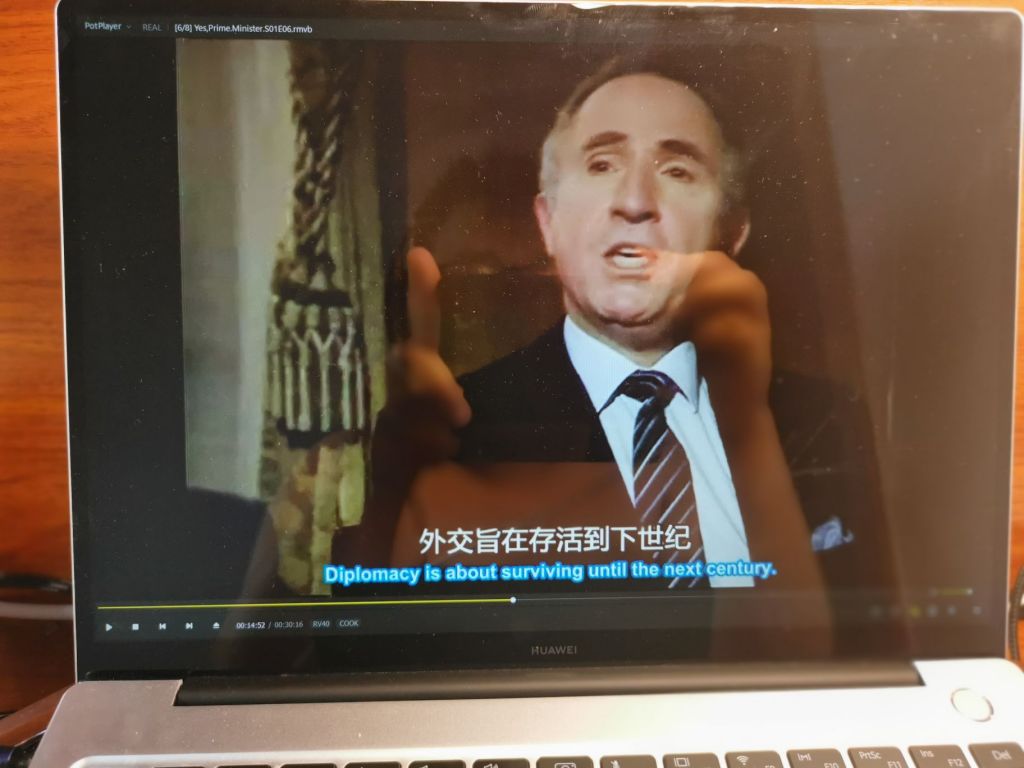 PotPlayer
REAL
[6/8] Yes,Prime.Minister.S01E06.rmvb
外交旨在存活到下世纪
Diplomacy is about surviving until the next century.
00:14:52 / 00:30:16 RV40 COOK
HUAWEI
F10
PrtSc
F11
Ins
F12
Del